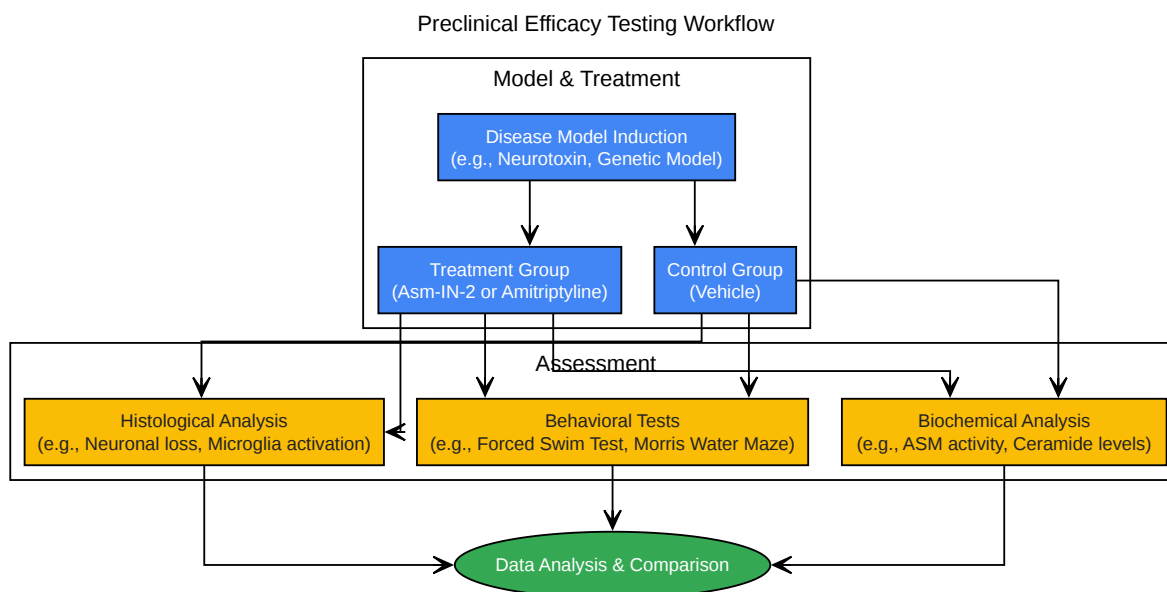 Preclinical Efficacy Testing Workflow
Model & Treatment
Disease Model Induction
(e.g., Neurotoxin, Genetic Model)
Treatment Group
(Asm-IN-2 or Amitriptyline)
Control Group
(Vehicle)
Assessment
Histological Analysis
(e.g., Neuronal loss, Microglia activation)
Behavioral Tests
(e.g., Forced Swim Test, Morris Water Maze)
Biochemical Analysis
(e.g., ASM activity, Ceramide levels)
Data Analysis & Comparison